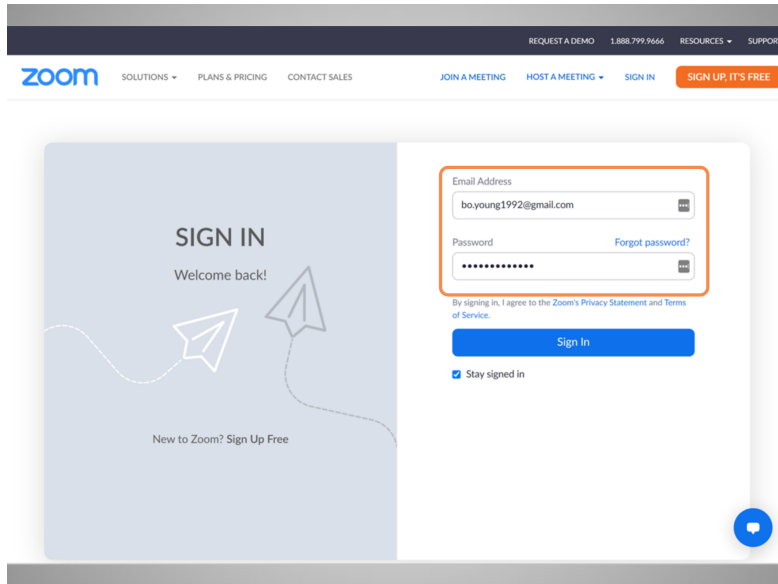 REQUEST A DEMO 1.888.799.9666 RESOURCES SUPPOR
zoom SOLUTIONS PLANS & PRICING CONTACT SALES JOIN A MEETING HOST A MEETING SIGN IN SIGN UP, IT'S FREE
SIGN IN
Welcome back!
New to Zoom? Sign Up Free
Email Address
bo.young1992@gmail.com
Password Forgot password?
•••••••••••••
By signing in, I agree to the Zoom's Privacy Statement and Terms
of Service.
Sign In
Stay signed in